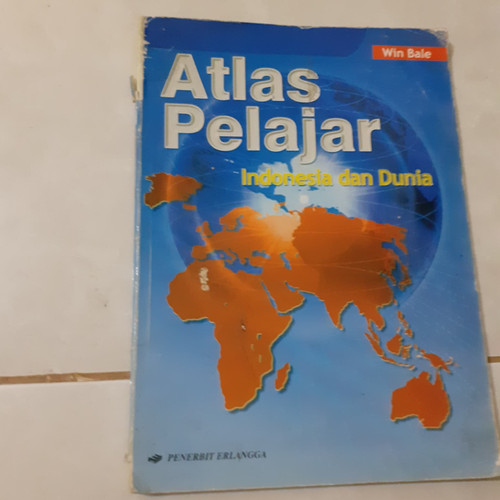 Win Bale
Atlas
Pelajar
Indonesia dan Dunia
PENERBIT ERLANGGA